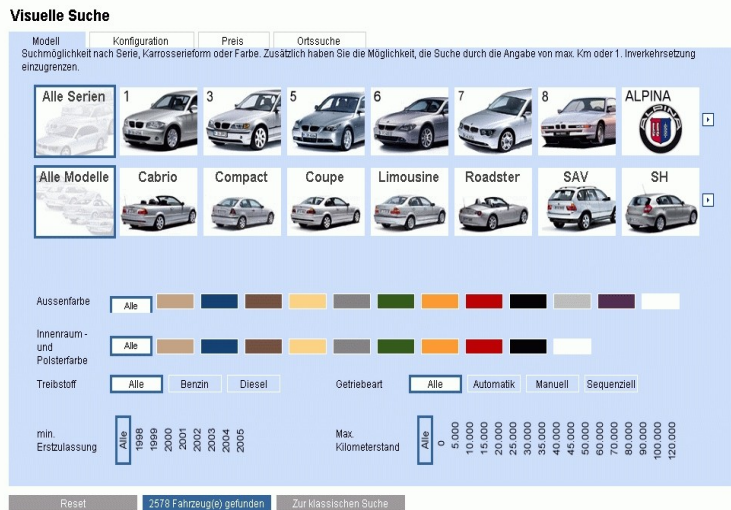 Visuelle Suche
Modell Konfiguration Preis Ortssuche
Suchmöglichkeit nach Serie, Karrosserieform oder Farbe. Zusätzlich haben Sie die Möglichkeit, die Suche durch die Angabe von max. Km oder 1. Inverkehrsetzung
einzugrenzen.
Alle Serien 1 3 5 6 7 8 ALPINA
ALPINA
Alle Modelle Cabrio Compact Coupe Limousine Roadster SAV SH
Aussenfarbe Alle
Innenraum -
und
Polsterfarbe
Alle
Treibstoff Alle Benzin Diesel Getriebeart Alle Automatik Manuell Sequenziell
min.
Erstzulassung
Alle 1998 1999 2000 2001 2002 2003 2004 2005
Max.
Kilometerstand
Alle 0 5.000 10.000 15.000 20.000 25.000 30.000 35.000 40.000 45.000 50.000 60.000 70.000 80.000 90.000 100.000 120.000
Reset 2578 Fahrzeug(e) gefunden Zur klassischen Suche